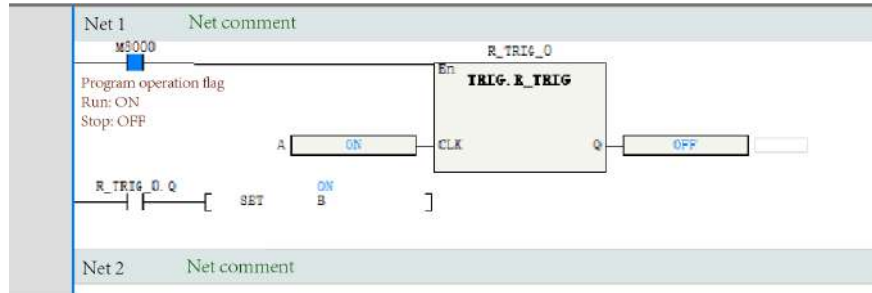 Net 1 Net comment
M8000
R_TRIG_0
En
TRIG.R_TRIG
Program operation flag
Run: ON
Stop: OFF
A ON CLK Q OFF
R_TRIG_0.Q
ON
[ SET B ]
Net 2 Net comment